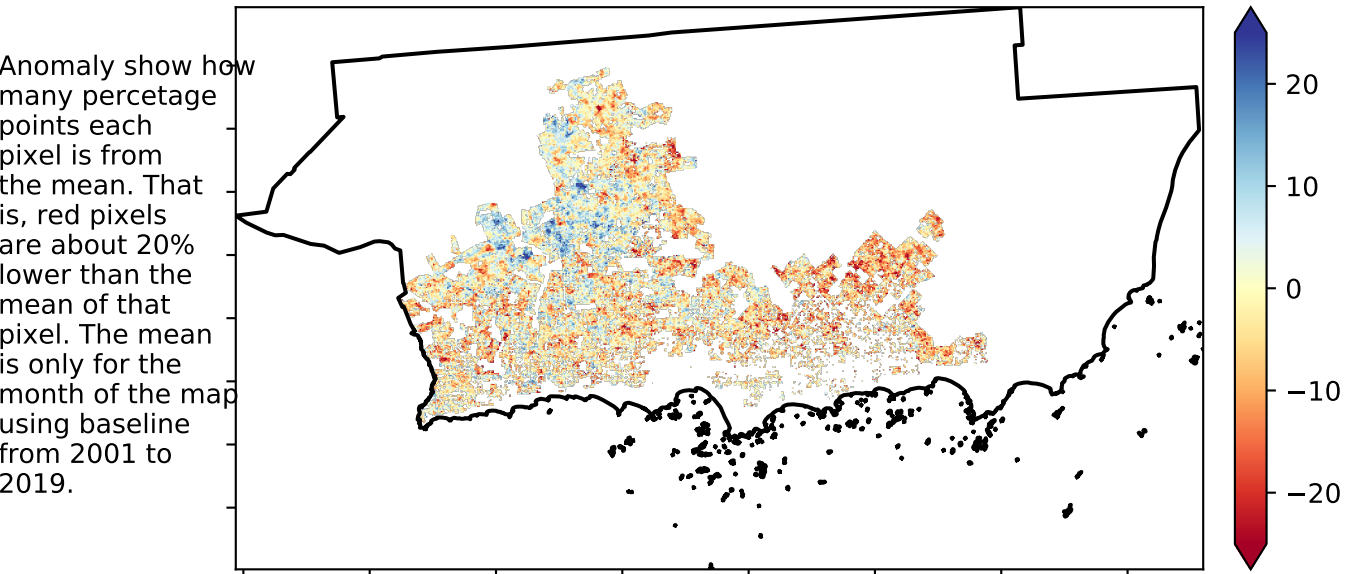 Anomaly show how
many percetage
points each
pixel is from
the mean. That
is, red pixels
are about 20%
lower than the
mean of that
pixel. The mean
is only for the
month of the map
using baseline
from 2001 to
2019.
20
10
0
−10
−20